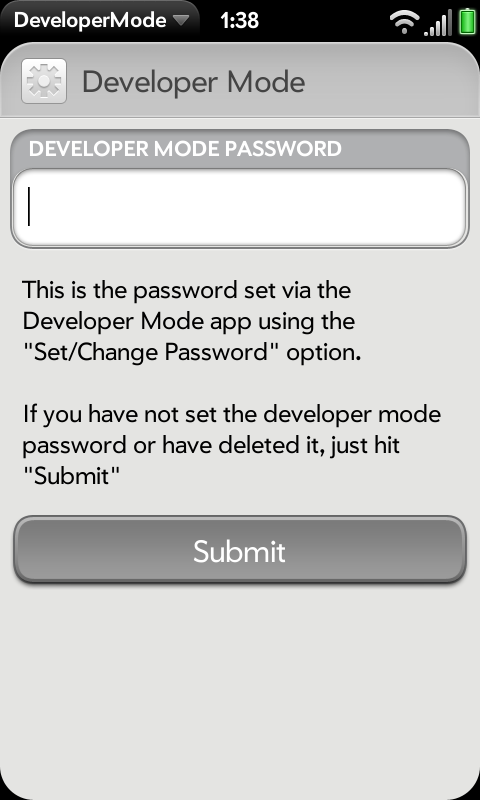 DeveloperMode 1:38
Developer Mode
DEVELOPER MODE PASSWORD
This is the password set via the
Developer Mode app using the
"Set/Change Password" option.
If you have not set the developer mode
password or have deleted it, just hit
"Submit"
Submit